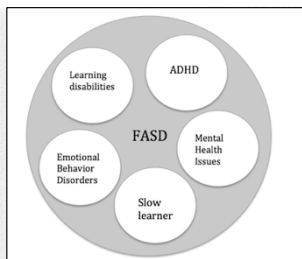 Learning
disabilities
ADHD
FASD
Mental
Health
Issues
Emotional
Behavior
Disorders
Slow
learner